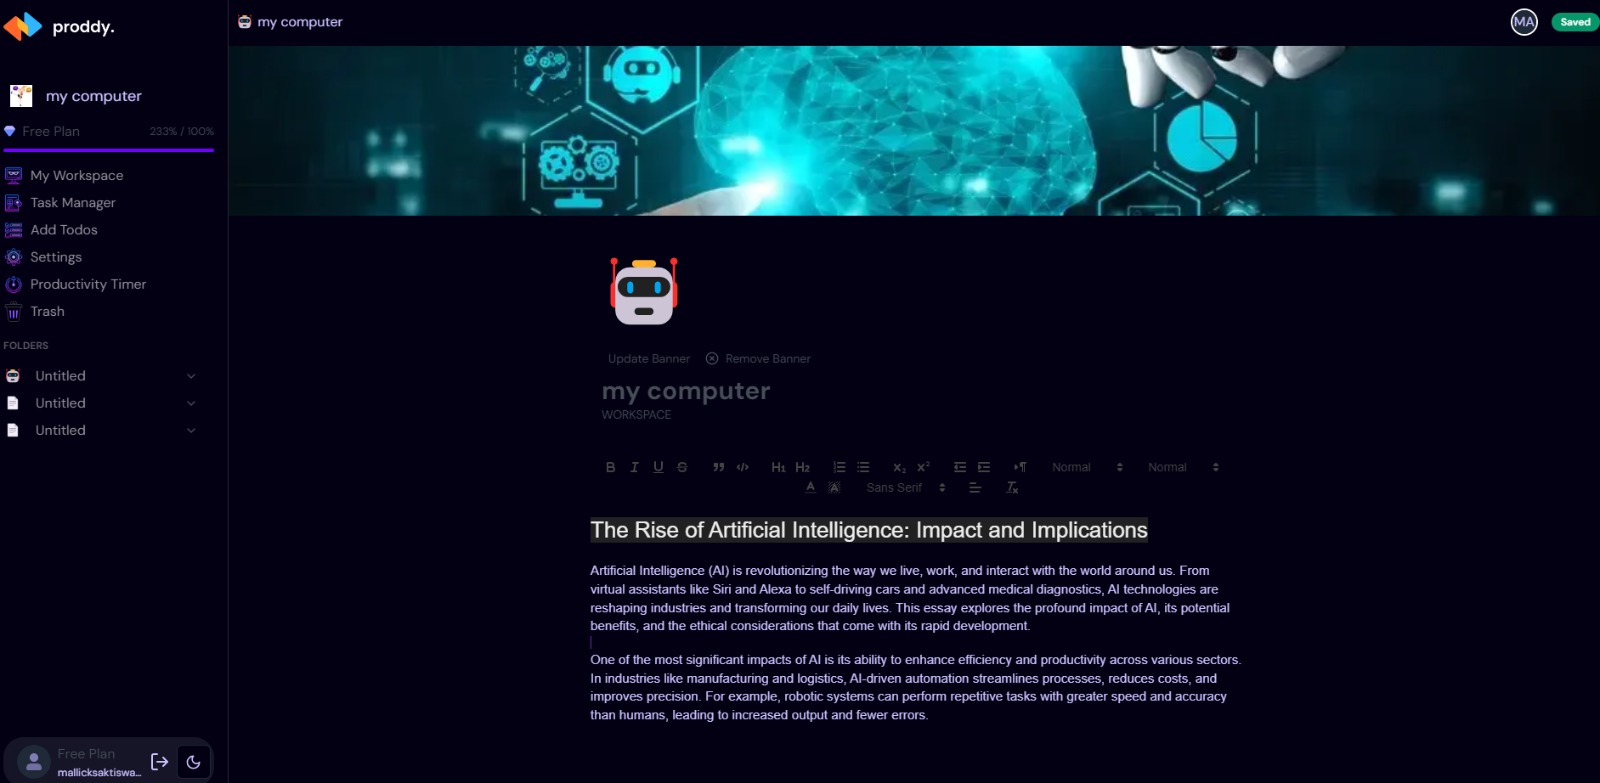 proddy.
my computer
MA
Saved
my computer
Free Plan 233% / 100%
My Workspace
Task Manager
Add Todos
Settings
Productivity Timer
Trash
FOLDERS
Untitled
Untitled
Untitled
Free Plan
mallicksaktiswa...
Update Banner Remove Banner
my computer
WORKSPACE
B I U S H1 H2 X2 X2 Normal Normal
A A Sans Serif Tx
The Rise of Artificial Intelligence: Impact and Implications
Artificial Intelligence (AI) is revolutionizing the way we live, work, and interact with the world around us. From
virtual assistants like Siri and Alexa to self-driving cars and advanced medical diagnostics, AI technologies are
reshaping industries and transforming our daily lives. This essay explores the profound impact of AI, its potential
benefits, and the ethical considerations that come with its rapid development.
One of the most significant impacts of AI is its ability to enhance efficiency and productivity across various sectors.
In industries like manufacturing and logistics, AI-driven automation streamlines processes, reduces costs, and
improves precision. For example, robotic systems can perform repetitive tasks with greater speed and accuracy
than humans, leading to increased output and fewer errors.